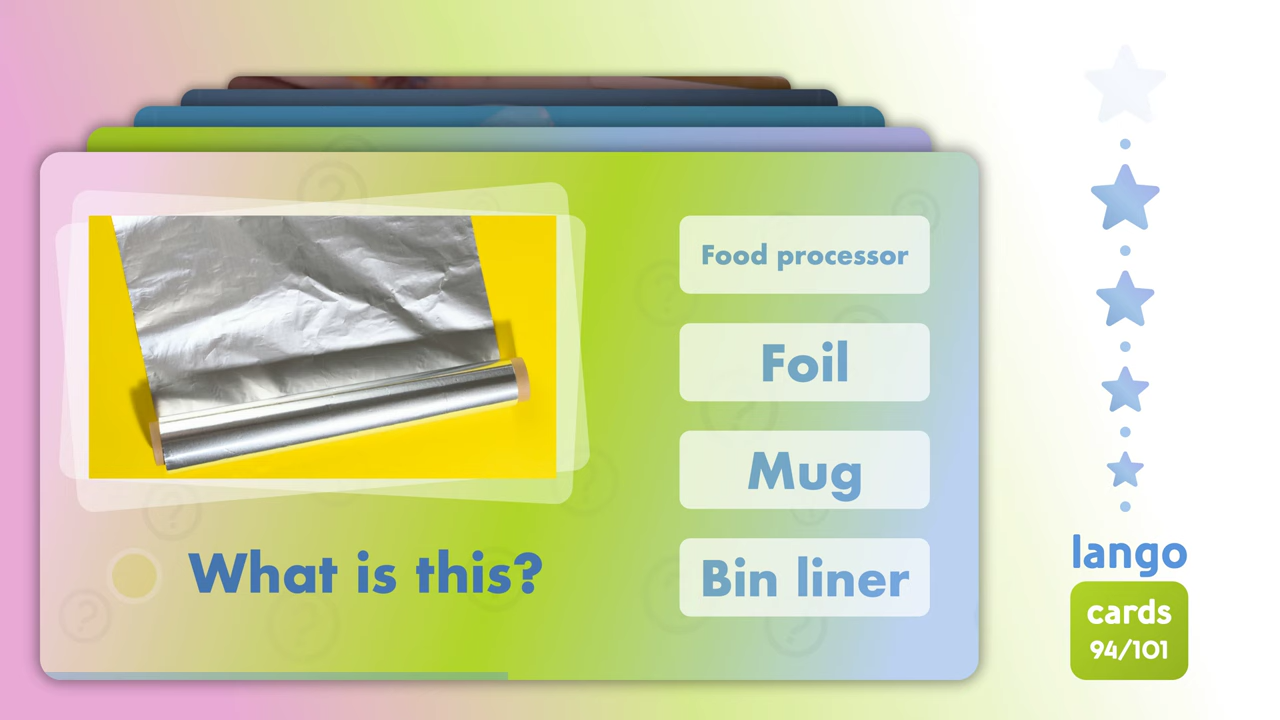 Food processor
Foil
Mug
Bin liner
What is this?
lango
cards
94/101